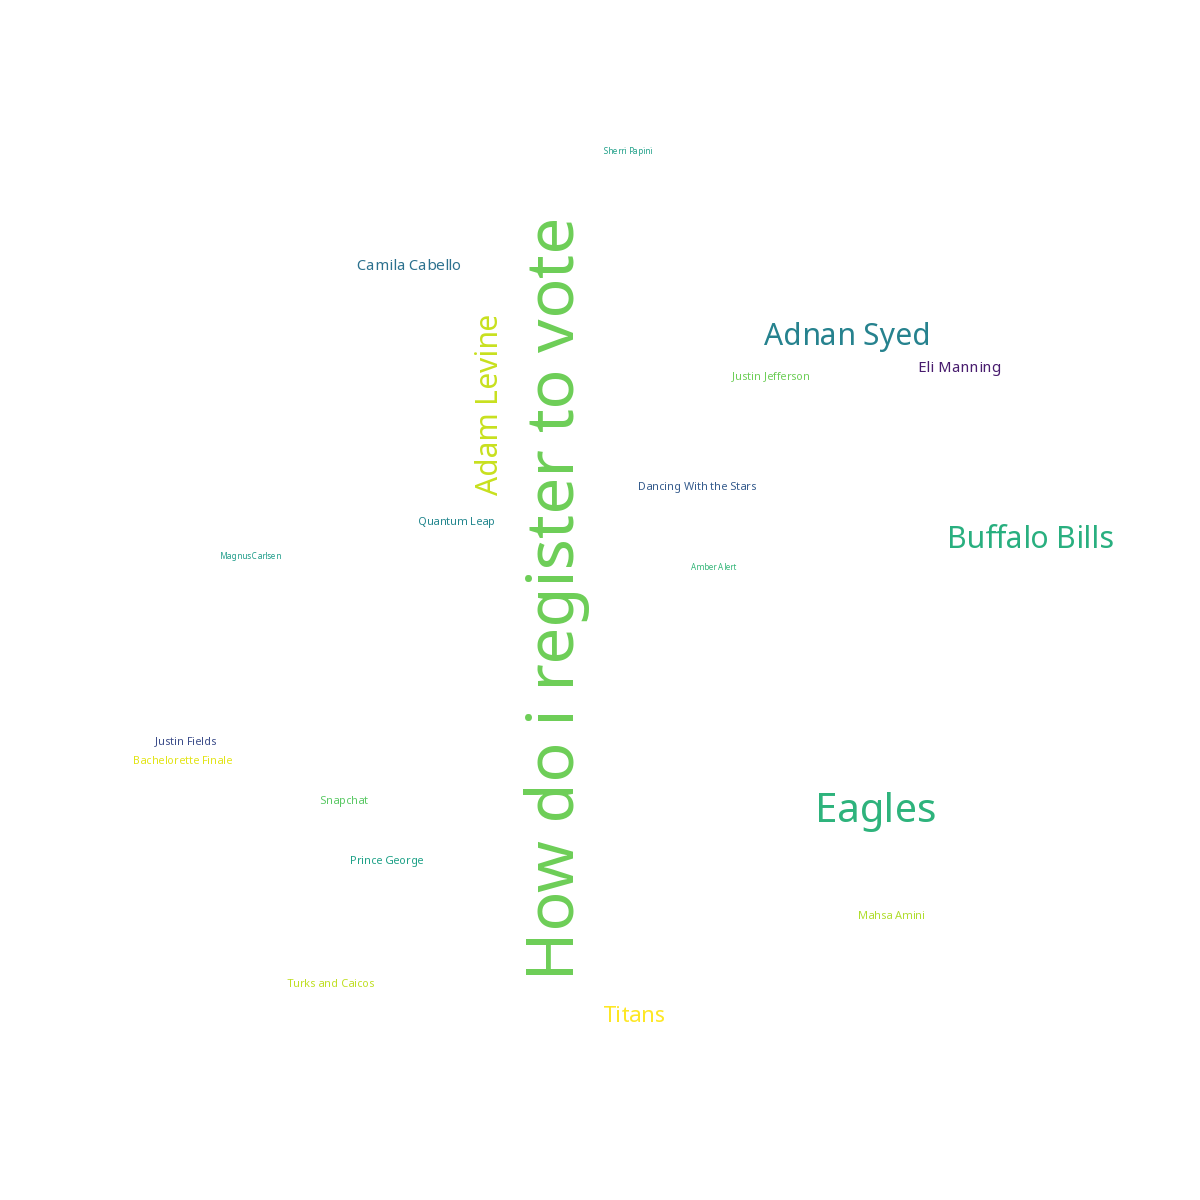 Sherri Papini
How do i register to vote
Camila Cabello
Adam Levine
Adnan Syed
Eli Manning
Justin Jefferson
Dancing With the Stars
Quantum Leap
Buffalo Bills
Magnus Carlsen
Amber Alert
Justin Fields
Bachelorette Finale
Snapchat
Eagles
Prince George
Mahsa Amini
Turks and Caicos
Titans